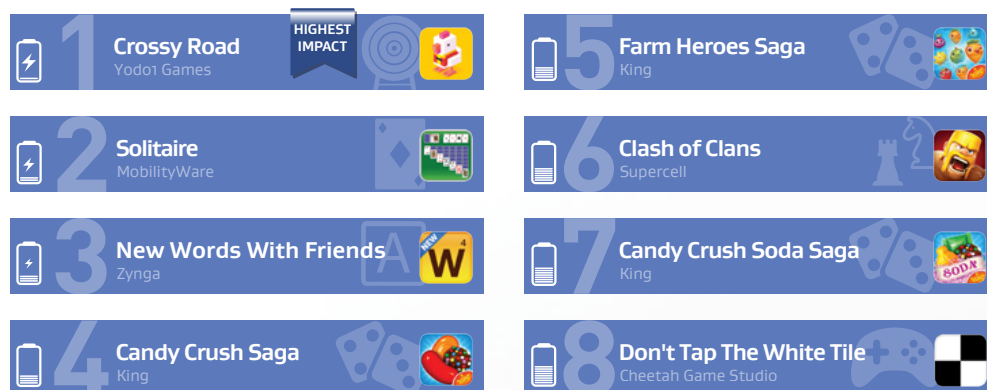 1
Crossy Road
Yodo1 Games
HIGHEST
IMPACT
2
Solitaire
MobilityWare
3
New Words With Friends
Zynga
A
NEW
W
4
4
Candy Crush Saga
King
5
Farm Heroes Saga
King
6
Clash of Clans
Supercell
7
Candy Crush Soda Saga
King
SODA
8
Don't Tap The White Tile
Cheetah Game Studio